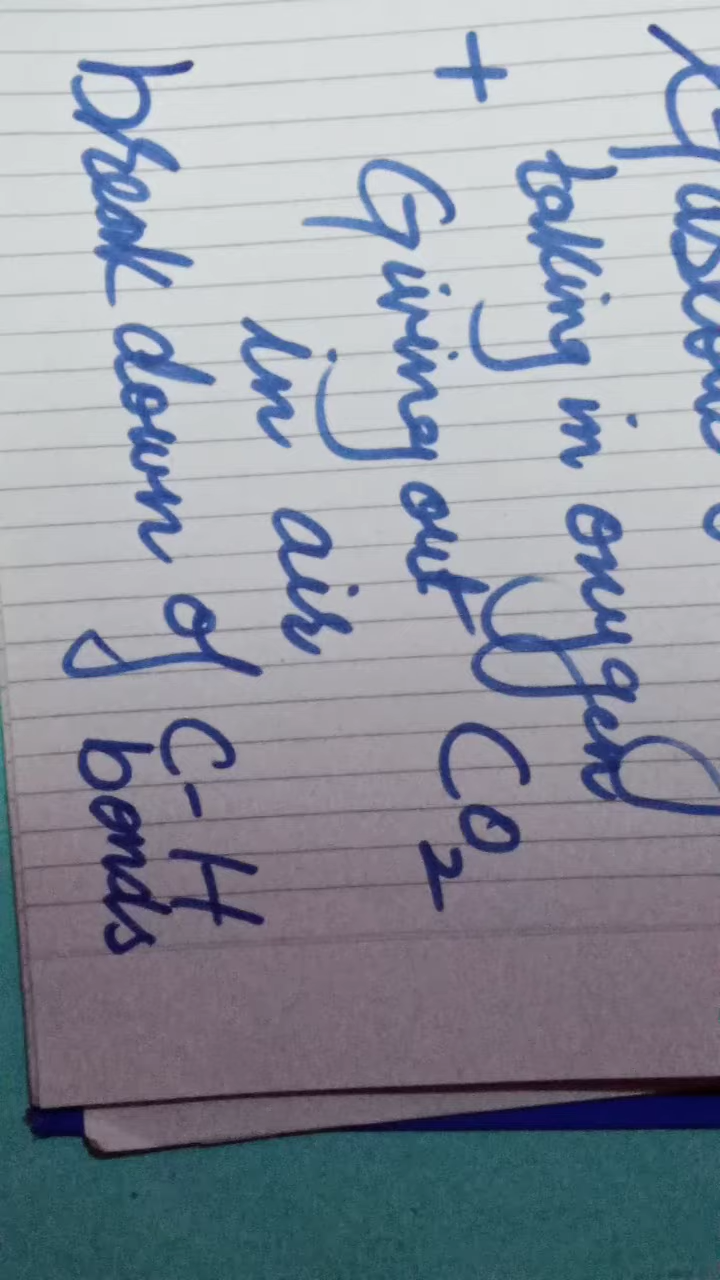 + taking in oxygen
Giving out CO2
in air
break down of C-H
bonds